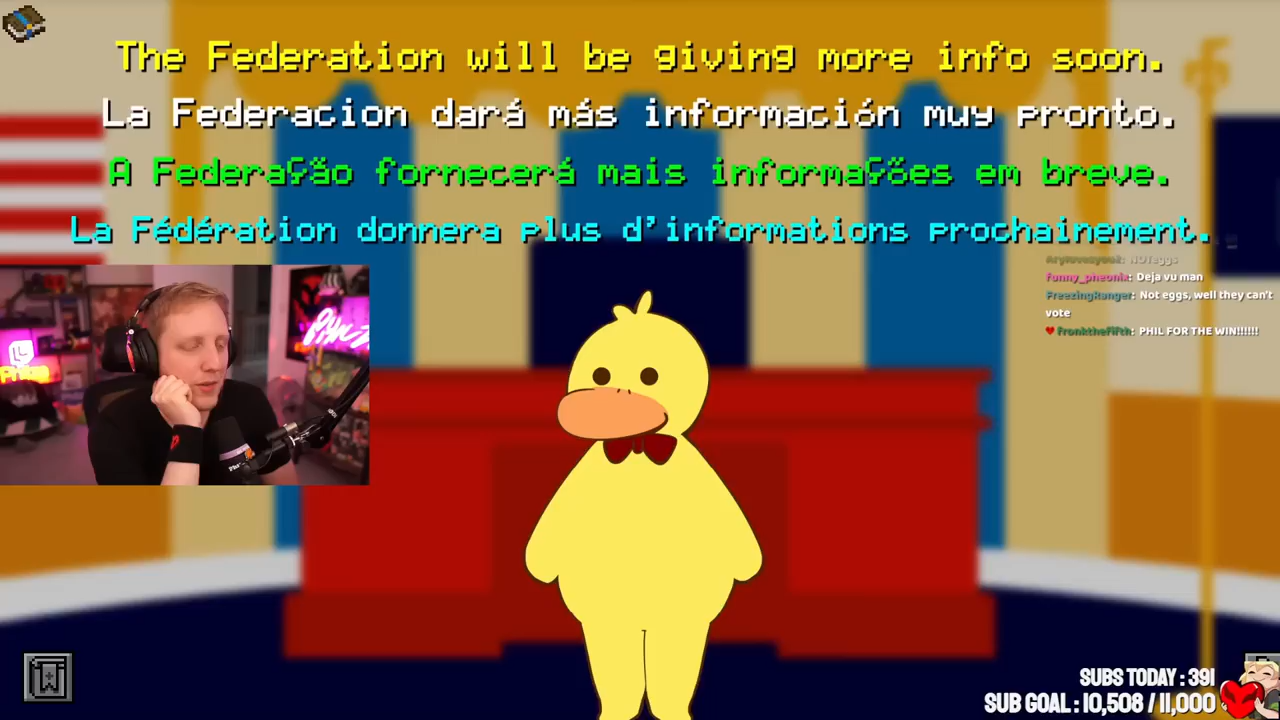 The Federation will be giving more info soon.
La Federacion dará más información muy pronto.
A Federação fornecerá mais informações em breve.
La Fédération donnera plus d'informations prochainement.
NOTeggs
funny_pheonix: Deja vu man
FreezingRanger: Not eggs, well they can't
vote
fronkthefifth: PHIL FOR THE WIN!!!!!!
SUBS TODAY : 391
SUB GOAL : 10,508 / 11,000